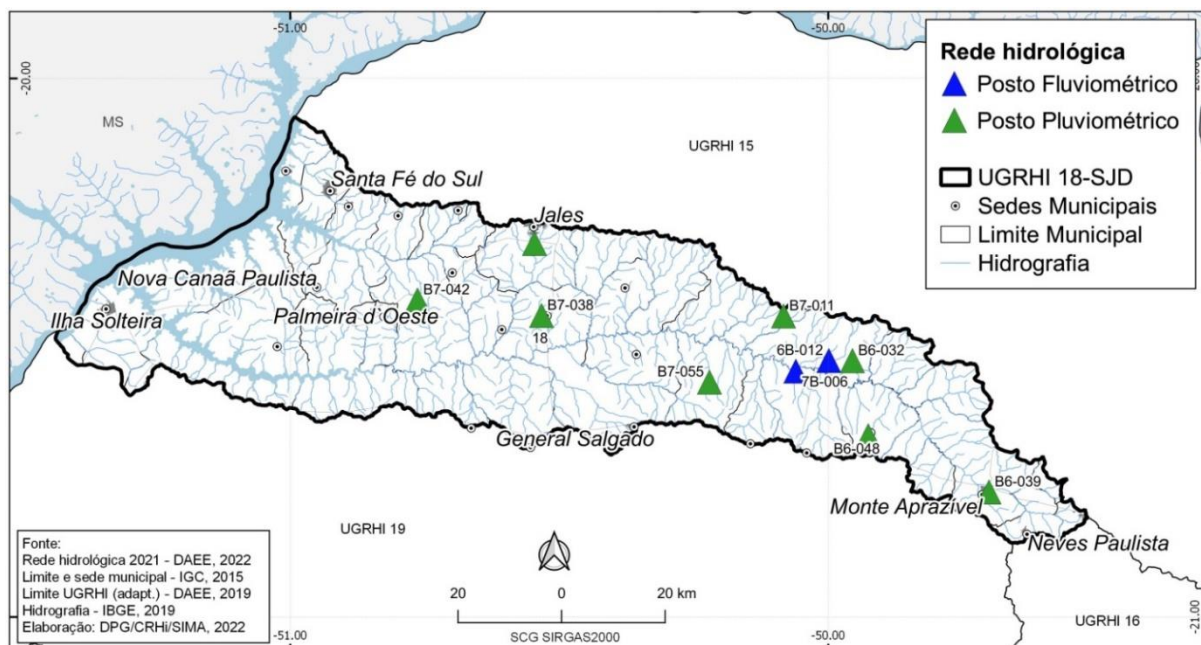 -51.00
-50.00
-20.00
MS
UGRHI 15
Rede hidrológica
Posto Fluviométrico
Posto Pluviométrico
UGRHI 18-SJD
Sedes Municipais
Limite Municipal
Hidrografia
Santa Fé do Sul
Jales
Nova Canaã Paulista
B7-042
B7-038
B7-011
Ilha Solteira
Palmeira d´Oeste
18
6B-012
B6-032
B7-055
7B-006
General Salgado
B6-048
B6-039
Monte Aprazível
Neves Paulista
UGRHI 19
Fonte:
Rede hidrológica 2021 - DAEE, 2022
Limite e sede municipal - IGC, 2015
Limite UGRHI (adapt.) - DAEE, 2019
Hidrografia - IBGE, 2019
Elaboração: DPG/CRHi/SIMA, 2022
20 0 20 km
SCG SIRGAS2000
UGRHI 16
-21.00
-51.00
-50.00